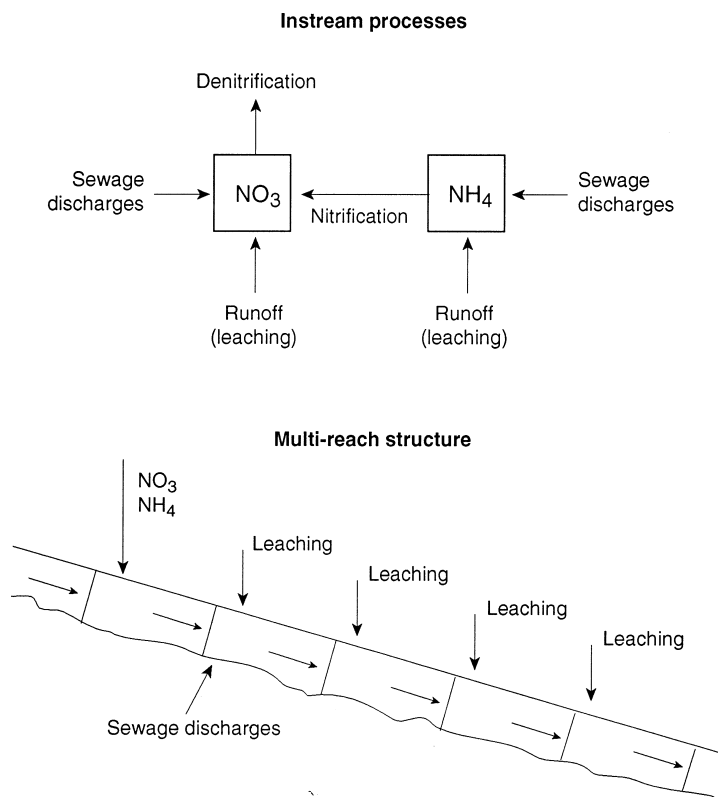 Instream processes
Denitrification
Sewage
discharges
NO3
Nitrification
NH4
Sewage
discharges
Runoff
(leaching)
Runoff
(leaching)
Multi-reach structure
NO3
NH4
Leaching
Leaching
Leaching
Leaching
Sewage discharges